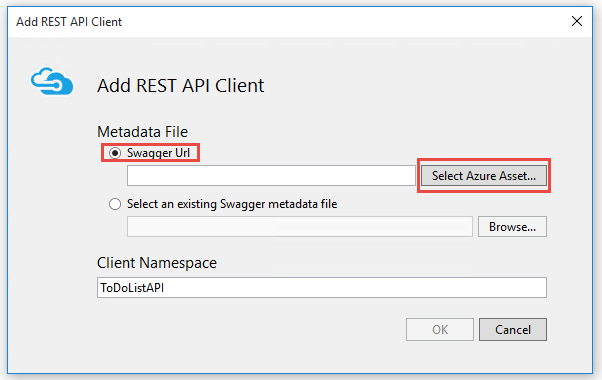 Add REST API Client
Add REST API Client
Metadata File
Swagger Url
Select Azure Asset...
Select an existing Swagger metadata file
Browse...
Client Namespace
ToDoListAPI
OK
Cancel